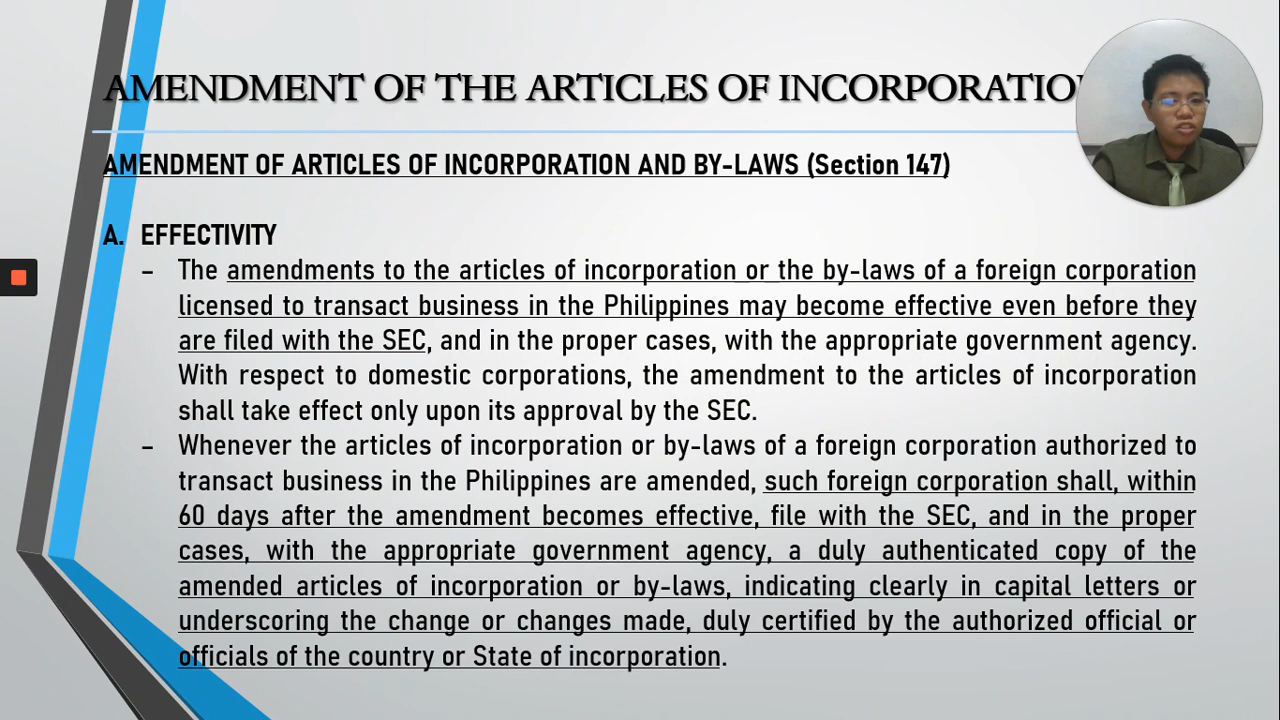 AMENDMENT OF THE ARTICLES OF INCORPORATIO
AMENDMENT OF ARTICLES OF INCORPORATION AND BY-LAWS (Section 147)
A. EFFECTIVITY
– The amendments to the articles of incorporation or the by-laws of a foreign corporation
licensed to transact business in the Philippines may become effective even before they
are filed with the SEC, and in the proper cases, with the appropriate government agency.
With respect to domestic corporations, the amendment to the articles of incorporation
shall take effect only upon its approval by the SEC.
– Whenever the articles of incorporation or by-laws of a foreign corporation authorized to
transact business in the Philippines are amended, such foreign corporation shall, within
60 days after the amendment becomes effective, file with the SEC, and in the proper
cases, with the appropriate government agency, a duly authenticated copy of the
amended articles of incorporation or by-laws, indicating clearly in capital letters or
underscoring the change or changes made, duly certified by the authorized official or
officials of the country or State of incorporation.